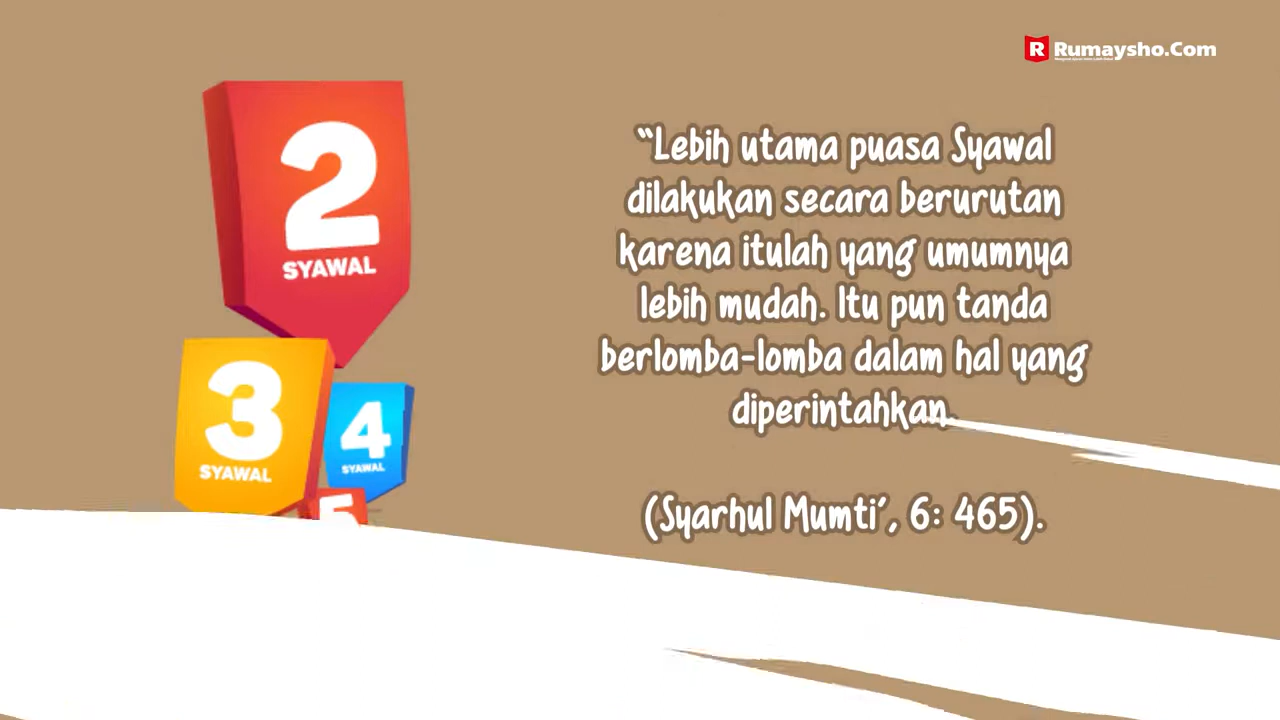 Rumaysho.Com
2
SYAWAL
3
SYAWAL
4
SYAWAL
5
“Lebih utama puasa Syawal
dilakukan secara berurutan
karena itulah yang umumnya
lebih mudah. Itu pun tanda
berlomba-lomba dalam hal yang
diperintahkan.
(Syarhul Mumti’, 6: 465).